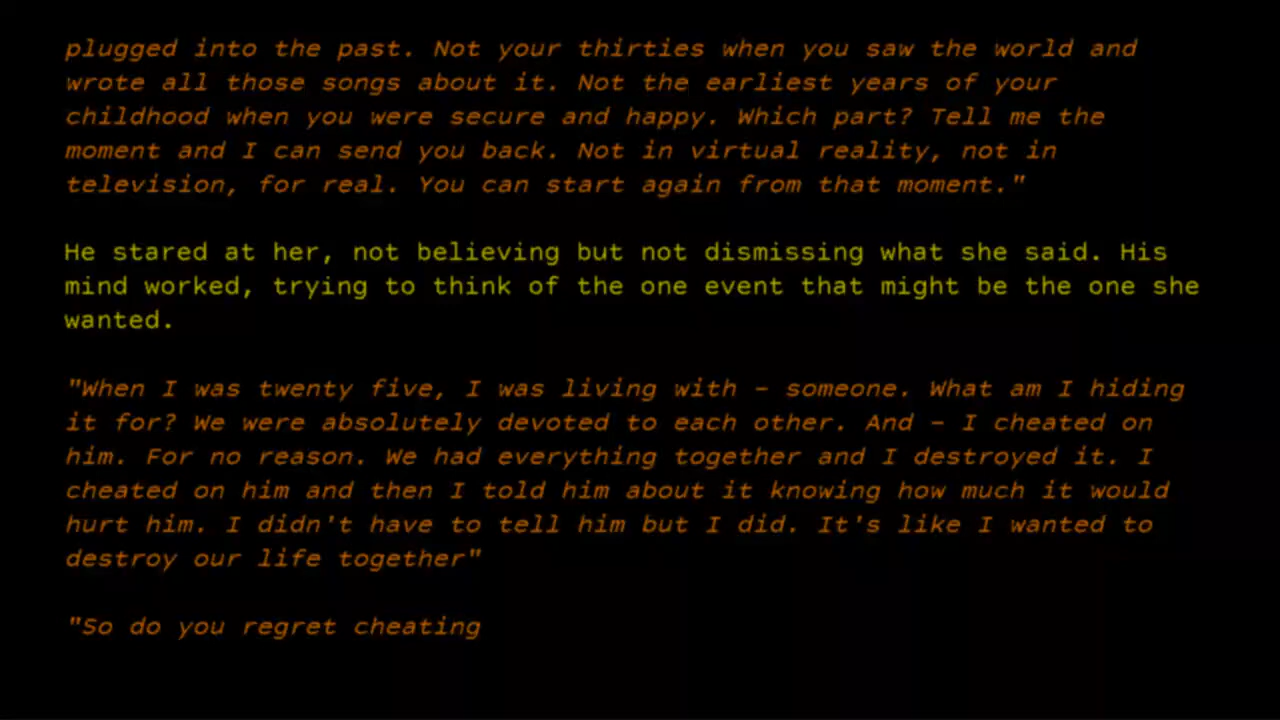 plugged into the past. Not your thirties when you saw the world and
wrote all those songs about it. Not the earliest years of your
childhood when you were secure and happy. Which part? Tell me the
moment and I can send you back. Not in virtual reality, not in
television, for real. You can start again from that moment."
He stared at her, not believing but not dismissing what she said. His
mind worked, trying to think of the one event that might be the one she
wanted.
"When I was twenty five, I was living with – someone. What am I hiding
it for? We were absolutely devoted to each other. And – I cheated on
him. For no reason. We had everything together and I destroyed it. I
cheated on him and then I told him about it knowing how much it would
hurt him. I didn't have to tell him but I did. It's like I wanted to
destroy our life together"
"So do you regret cheating